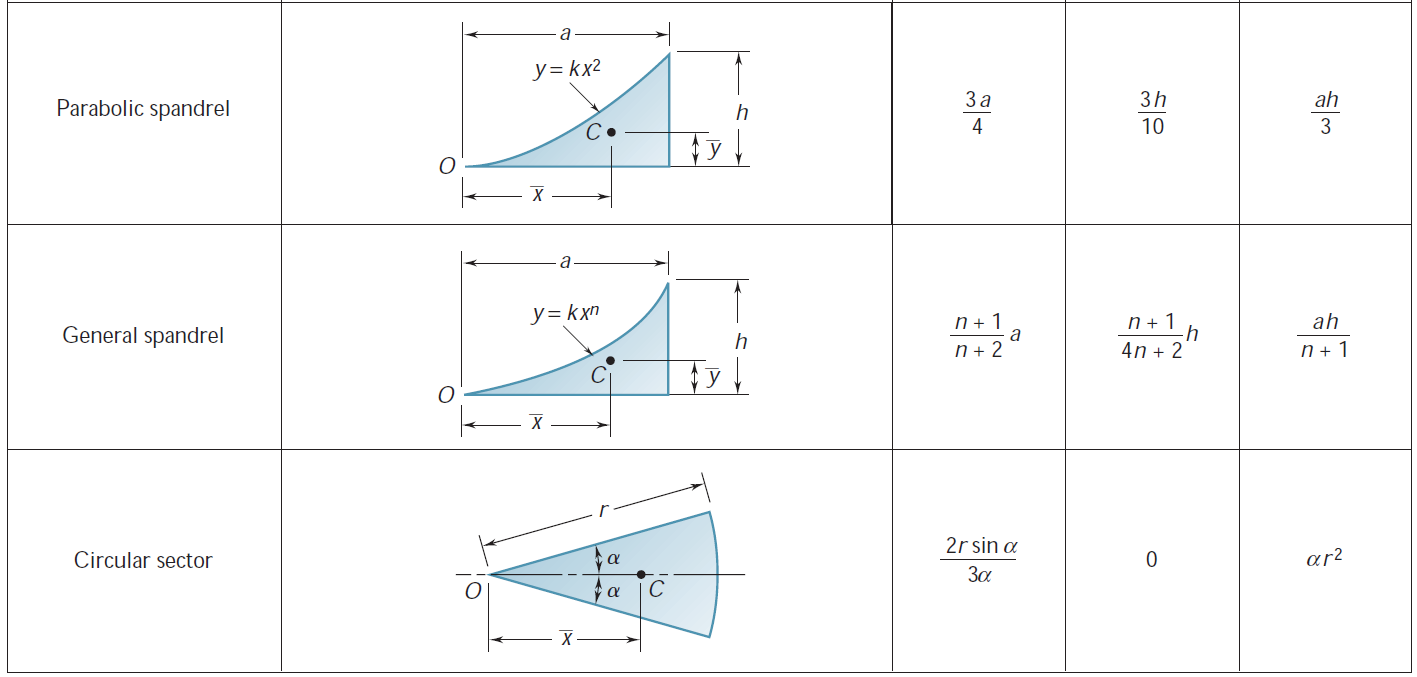 a
y = kx²
h
Parabolic spandrel
C
y̅
O
x̅
3a/4
3h/10
ah/3
a
y = kxⁿ
h
General spandrel
C
y̅
O
x̅
n + 1/n + 2 a
n + 1/4n + 2 h
ah/n + 1
r
α
α
Circular sector
O
C
x̅
2r sin α/3α
0
αr²